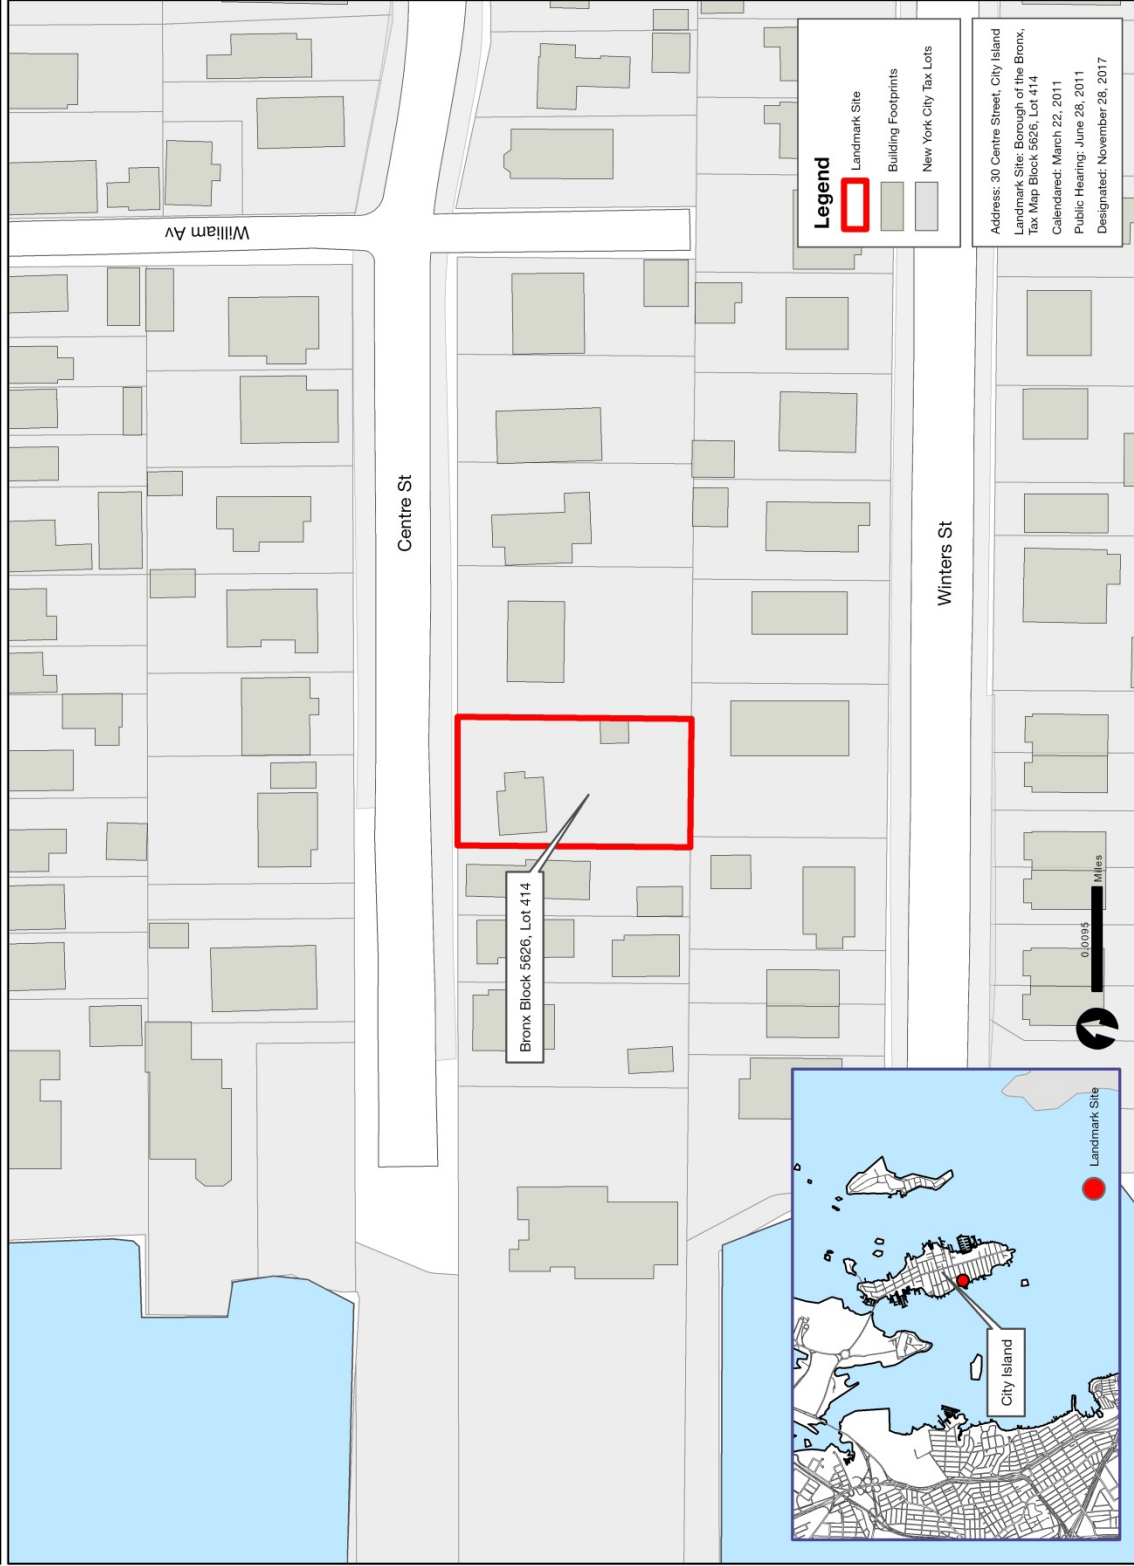 William Av
Centre St
Winters St
Bronx Block 5626, Lot 414
Legend
Landmark Site
Building Footprints
New York City Tax Lots
Address: 30 Centre Street, City Island
Landmark Site: Borough of the Bronx,
Tax Map Block 5626, Lot 414
Calendared: March 22, 2011
Public Hearing: June 28, 2011
Designated: November 28, 2017
0.0095
Miles
City Island
Landmark Site